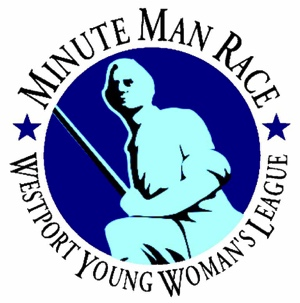 MINUTE MAN RACE
WESTPORT YOUNG WOMAN'S LEAGUE